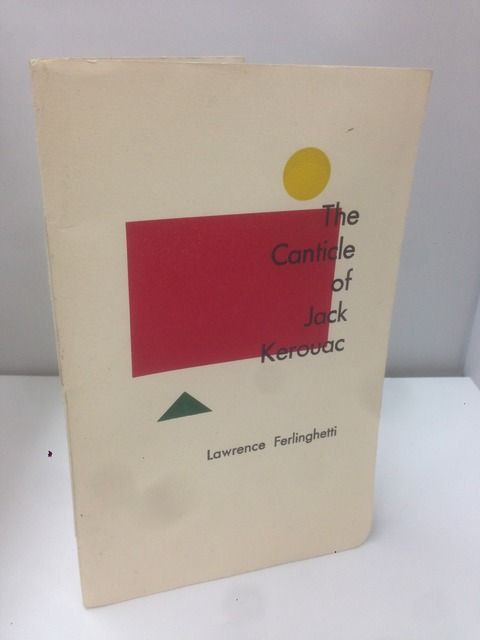 The
Canticle
of
Jack
Kerouac
Lawrence Ferlinghetti